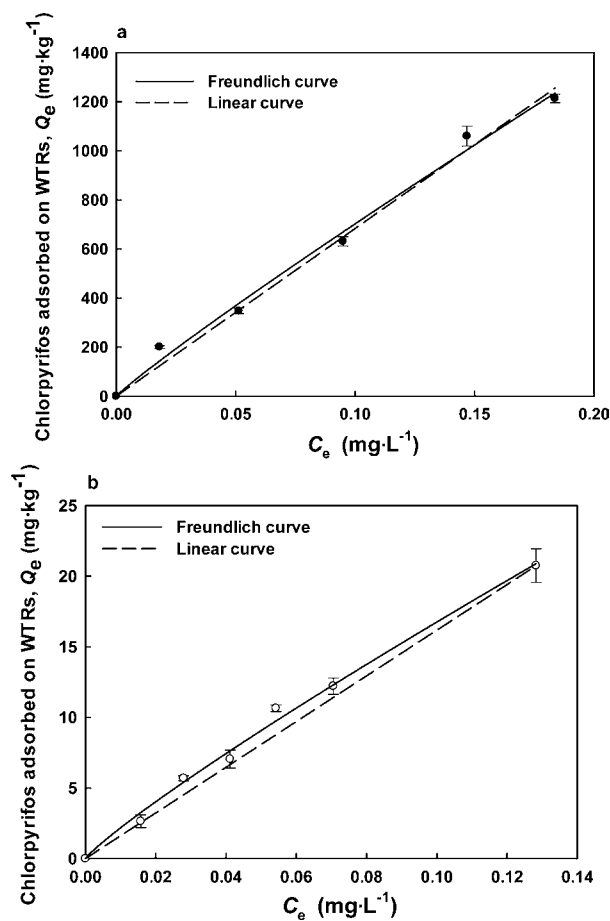 a
Chlorpyrifos adsorbed on WTRs, Qe (mg·kg⁻¹)
1400
1200
1000
800
600
400
200
0
Freundlich curve
Linear curve
0.00 0.05 0.10 0.15 0.20
Ce (mg·L⁻¹)
b
Chlorpyrifos adsorbed on WTRs, Qe (mg·kg⁻¹)
25
20
15
10
5
0
Freundlich curve
Linear curve
0.00 0.02 0.04 0.06 0.08 0.10 0.12 0.14
Ce (mg·L⁻¹)